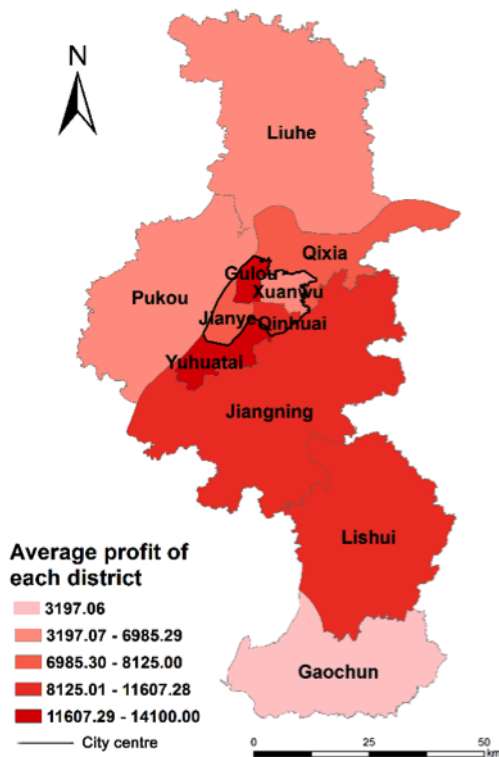 N
Liuhe
Qixia
Gulou
Xuanwu
Pukou
Jianye
Qinhuai
Yuhuatai
Jiangning
Lishui
Gaochun
Average profit of
each district
3197.06
3197.07 - 6985.29
6985.30 - 8125.00
8125.01 - 11607.28
11607.29 - 14100.00
City centre
0 25 50
km